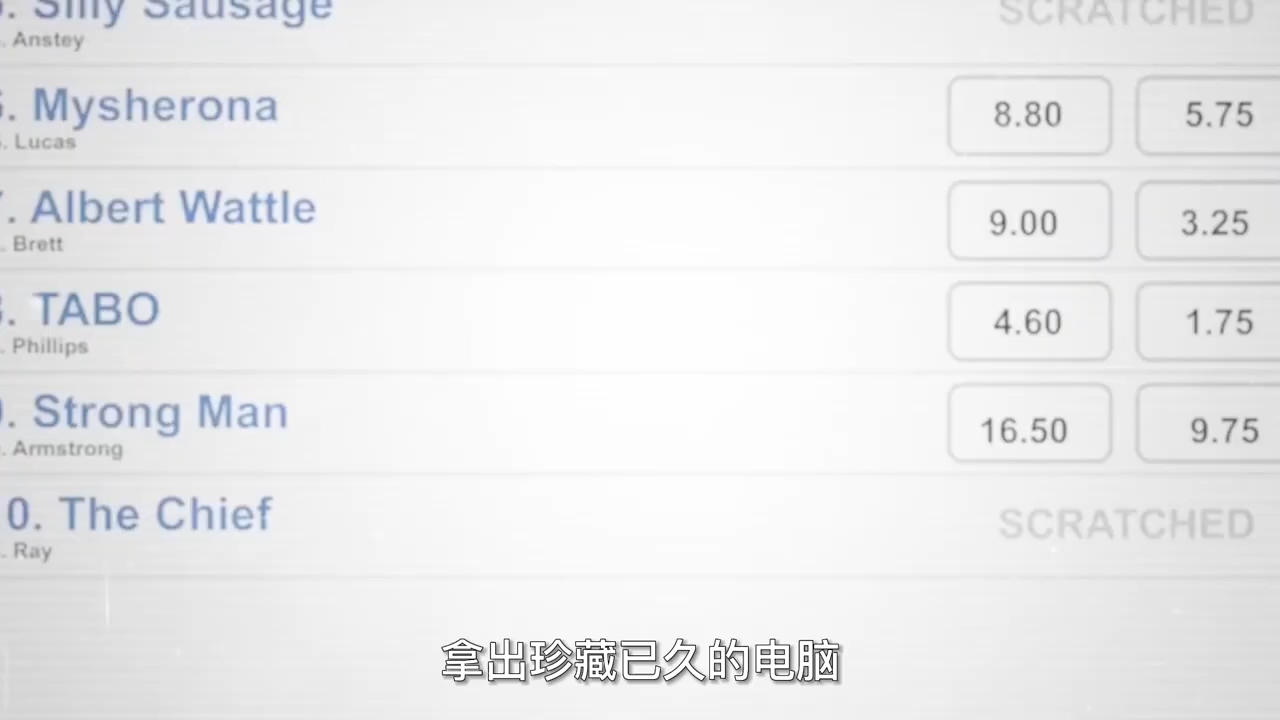 . Silly Sausage
SCRATCHED
. Anstey
. Mysherona
8.80
5.75
. Lucas
. Albert Wattle
9.00
3.25
. Brett
. TABO
4.60
1.75
. Phillips
. Strong Man
16.50
9.75
. Armstrong
0. The Chief
SCRATCHED
. Ray
拿出珍藏已久的电脑